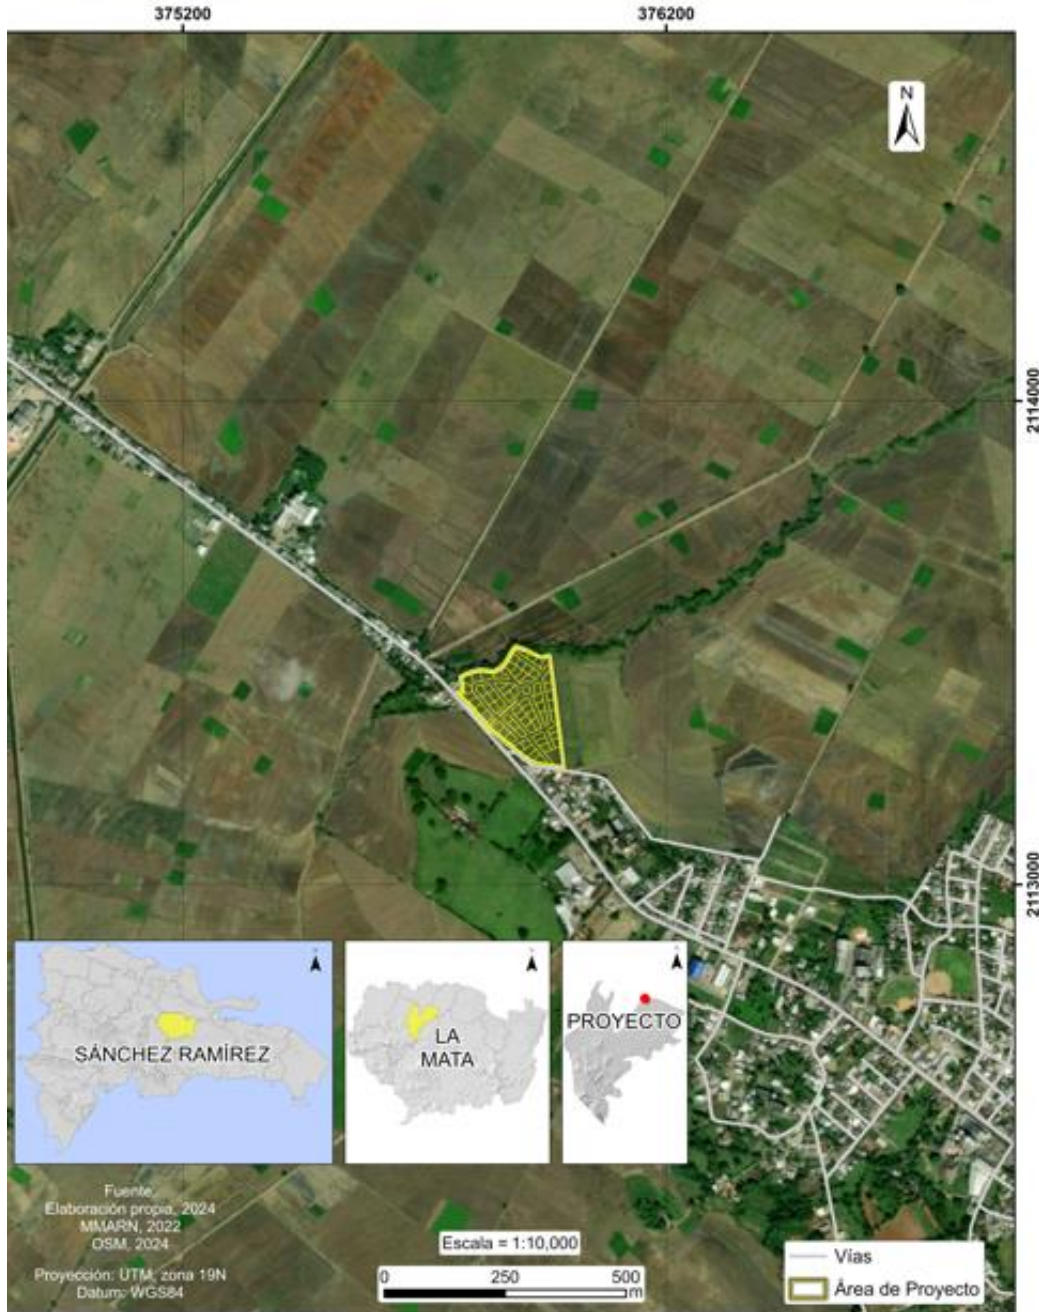 375200
376200
N
2114000
2113000
SÁNCHEZ RAMÍREZ
LA
MATA
PROYECTO
Fuente:
Elaboración propia, 2024
MMARN, 2022
OSM, 2024
Proyección: UTM, zona 19N
Datum: WGS84
Escala = 1:10,000
0 250 500
m
Vías
Área de Proyecto